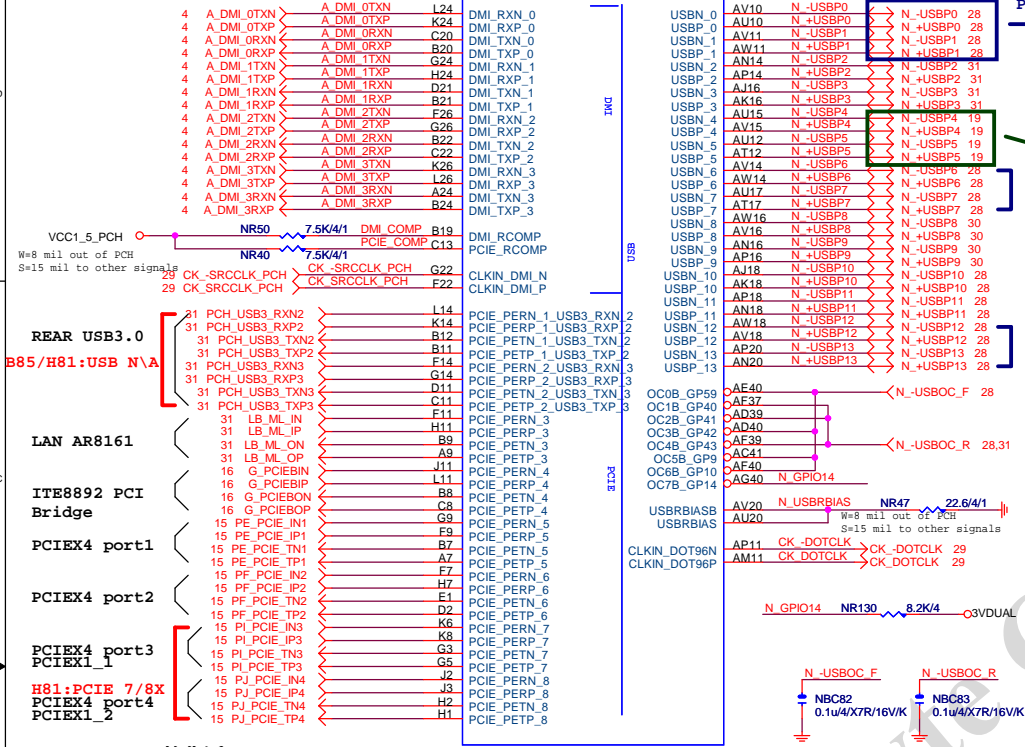 4 A_DMI_0TXN A_DMI_0TXN L24 DMI_RXN_0
4 A_DMI_0TXP A_DMI_0TXP K24 DMI_RXP_0
4 A_DMI_0RXN A_DMI_0RXN C20 DMI_TXN_0
4 A_DMI_0RXP A_DMI_0RXP B20 DMI_TXP_0
4 A_DMI_1TXN A_DMI_1TXN G24 DMI_RXN_1
4 A_DMI_1TXP A_DMI_1TXP H24 DMI_RXP_1
4 A_DMI_1RXN A_DMI_1RXN D21 DMI_TXN_1
4 A_DMI_1RXP A_DMI_1RXP B21 DMI_TXP_1
4 A_DMI_2TXN A_DMI_2TXN F26 DMI_RXN_2
4 A_DMI_2TXP A_DMI_2TXP G26 DMI_RXP_2
4 A_DMI_2RXN A_DMI_2RXN B22 DMI_TXN_2
4 A_DMI_2RXP A_DMI_2RXP C22 DMI_TXP_2
4 A_DMI_3TXN A_DMI_3TXN K26 DMI_RXN_3
4 A_DMI_3TXP A_DMI_3TXP L26 DMI_RXP_3
4 A_DMI_3RXN A_DMI_3RXN A24 DMI_TXN_3
4 A_DMI_3RXP A_DMI_3RXP B24 DMI_TXP_3
VCC1_5_PCH NR50 7.5K/4/1 DMI_COMP B19 DMI_RCOMP
NR40 7.5K/4/1 PCIE_COMP C13 PCIE_RCOMP
W=8 mil out of PCH
S=15 mil to other signals
29 CK_-SRCCLK_PCH CK_-SRCCLK_PCH G22 CLKIN_DMI_N
29 CK_SRCCLK_PCH CK_SRCCLK_PCH F22 CLKIN_DMI_P
REAR USB3.0
B85/H81:USB N\A
31 PCH_USB3_RXN2 L14 PCIE_PERN_1_USB3_RXN_2
31 PCH_USB3_RXP2 K14 PCIE_PERP_1_USB3_RXP_2
31 PCH_USB3_TXN2 B12 PCIE_PETN_1_USB3_TXN_2
31 PCH_USB3_TXP2 B11 PCIE_PETP_1_USB3_TXP_2
31 PCH_USB3_RXN3 F14 PCIE_PERN_2_USB3_RXN_3
31 PCH_USB3_RXP3 G14 PCIE_PERP_2_USB3_RXP_3
31 PCH_USB3_TXN3 D11 PCIE_PETN_2_USB3_TXN_3
31 PCH_USB3_TXP3 C11 PCIE_PETP_2_USB3_TXP_3
LAN AR8161
31 LB_ML_IN F11 PCIE_PERN_3
31 LB_ML_IP H11 PCIE_PERP_3
31 LB_ML_ON B9 PCIE_PETN_3
31 LB_ML_OP A9 PCIE_PETP_3
ITE8892 PCI
Bridge
16 G_PCIEBIN J11 PCIE_PERN_4
16 G_PCIEBIP L11 PCIE_PERP_4
16 G_PCIEBON B8 PCIE_PETN_4
16 G_PCIEBOP C8 PCIE_PETP_4
PCIEX4 port1
15 PE_PCIE_IN1 G9 PCIE_PERN_5
15 PE_PCIE_IP1 F9 PCIE_PERP_5
15 PE_PCIE_TN1 B7 PCIE_PETN_5
15 PE_PCIE_TP1 A7 PCIE_PETP_5
PCIEX4 port2
15 PF_PCIE_IN2 F7 PCIE_PERN_6
15 PF_PCIE_IP2 H7 PCIE_PERP_6
15 PF_PCIE_TN2 E1 PCIE_PETN_6
15 PF_PCIE_TP2 D2 PCIE_PETP_6
PCIEX4 port3
PCIEX1_1
H81:PCIE 7/8X
PCIEX4 port4
PCIEX1_2
15 PI_PCIE_IN3 K6 PCIE_PERN_7
15 PI_PCIE_IP3 K8 PCIE_PERP_7
15 PI_PCIE_TN3 G3 PCIE_PETN_7
15 PI_PCIE_TP3 G5 PCIE_PETP_7
15 PJ_PCIE_IN4 J2 PCIE_PERN_8
15 PJ_PCIE_IP4 J3 PCIE_PERP_8
15 PJ_PCIE_TN4 H2 PCIE_PETN_8
15 PJ_PCIE_TP4 H1 PCIE_PETP_8
DMI
USB
PCIE
USBN_0 AV10 N_-USBP0 N_-USBP0 28
USBP_0 AU10 N_+USBP0 N_+USBP0 28
USBN_1 AV11 N_-USBP1 N_-USBP1 28
USBP_1 AW11 N_+USBP1 N_+USBP1 28
USBN_2 AN14 N_-USBP2 N_-USBP2 31
USBP_2 AP14 N_+USBP2 N_+USBP2 31
USBN_3 AJ16 N_-USBP3 N_-USBP3 31
USBP_3 AK16 N_+USBP3 N_+USBP3 31
USBN_4 AU15 N_-USBP4 N_-USBP4 19
USBP_4 AV15 N_+USBP4 N_+USBP4 19
USBN_5 AU12 N_-USBP5 N_-USBP5 19
USBP_5 AT12 N_+USBP5 N_+USBP5 19
USBN_6 AV14 N_-USBP6 N_-USBP6 28
USBP_6 AW14 N_+USBP6 N_+USBP6 28
USBN_7 AU17 N_-USBP7 N_-USBP7 28
USBP_7 AT17 N_+USBP7 N_+USBP7 28
USBN_8 AW16 N_-USBP8 N_-USBP8 30
USBP_8 AV16 N_+USBP8 N_+USBP8 30
USBN_9 AN16 N_-USBP9 N_-USBP9 30
USBP_9 AP16 N_+USBP9 N_+USBP9 30
USBN_10 AJ18 N_-USBP10 N_-USBP10 28
USBP_10 AK18 N_+USBP10 N_+USBP10 28
USBN_11 AP18 N_-USBP11 N_-USBP11 28
USBP_11 AN18 N_+USBP11 N_+USBP11 28
USBN_12 AW18 N_-USBP12 N_-USBP12 28
USBP_12 AV18 N_+USBP12 N_+USBP12 28
USBN_13 AP20 N_-USBP13 N_-USBP13 28
USBP_13 AN20 N_+USBP13 N_+USBP13 28
OC0B_GP59 AE40 N_-USBOC_F 28
OC1B_GP40 AF37
OC2B_GP41 AD39
OC3B_GP42 AD40
OC4B_GP43 AF39 N_-USBOC_R 28,31
OC5B_GP9 AC41
OC6B_GP10 AF40
OC7B_GP14 AG40 N_GPIO14
USBRBIASB AV20 N_USBRBIAS NR47 22.6/4/1
USBRBIAS AU20
W=8 mil out of PCH
S=15 mil to other signals
CLKIN_DOT96N AP11 CK_-DOTCLK CK_-DOTCLK 29
CLKIN_DOT96P AM11 CK_DOTCLK CK_DOTCLK 29
N_GPIO14 NR130 8.2K/4 3VDUAL
N_-USBOC_F N_-USBOC_R
NBC82 NBC83
0.1u/4/X7R/16V/K 0.1u/4/X7R/16V/K